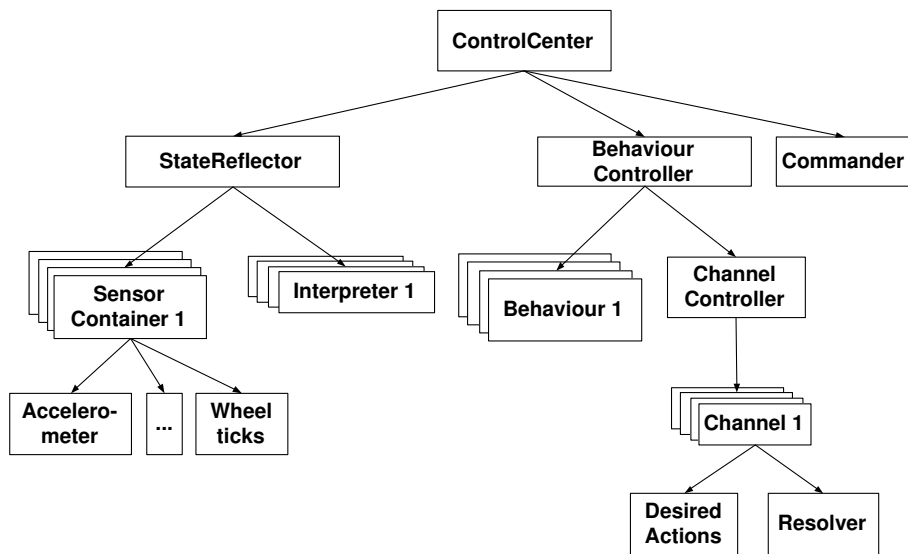 ControlCenter
StateReflector
Behaviour
Controller
Commander
Sensor
Container 1
Interpreter 1
Behaviour 1
Channel
Controller
Accelero-
meter
...
Wheel
ticks
Channel 1
Desired
Actions
Resolver